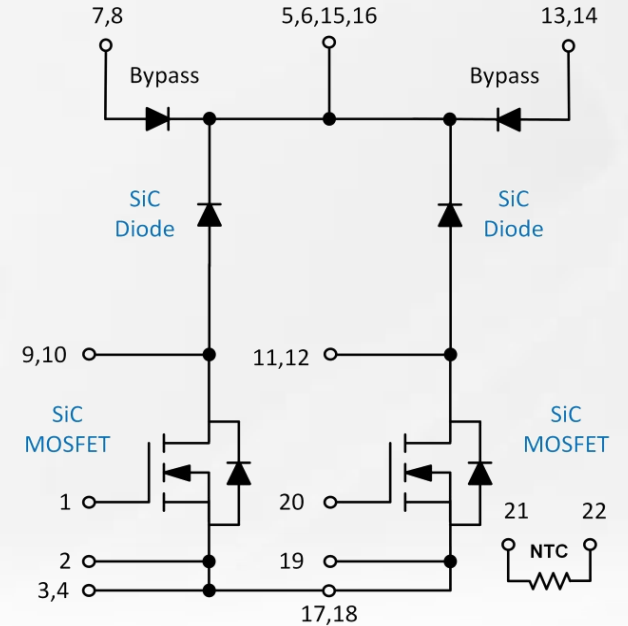 7,8
5,6,15,16
13,14
Bypass
Bypass
SiC
Diode
SiC
Diode
9,10
11,12
SiC
MOSFET
SiC
MOSFET
1
20
21
22
NTC
2
19
3,4
17,18